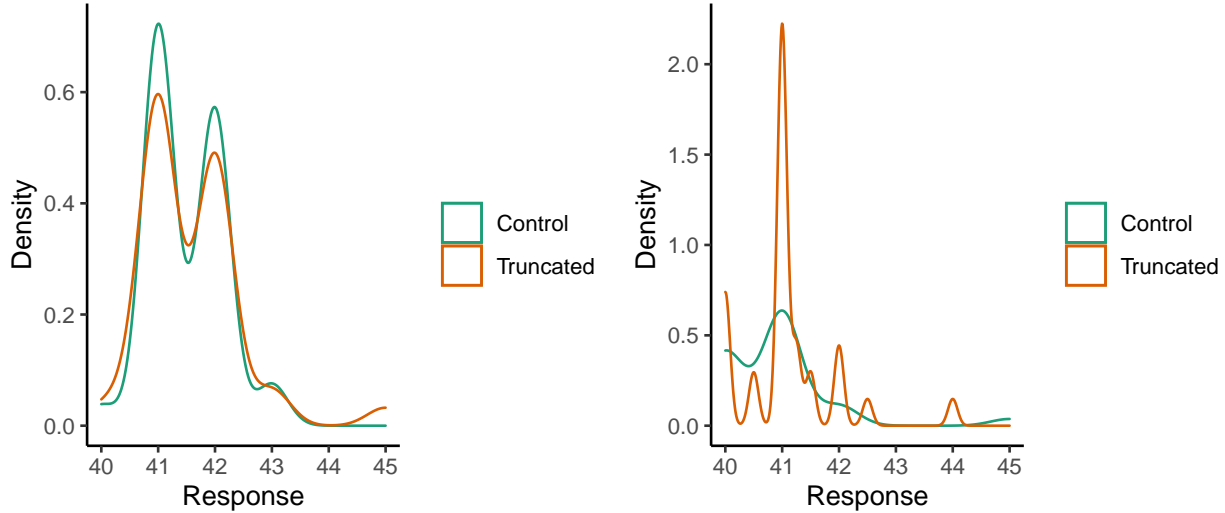 Density
0.6
0.4
0.2
0.0
40 41 42 43 44 45
Response
Control
Truncated
Density
2.0
1.5
1.0
0.5
0.0
40 41 42 43 44 45
Response
Control
Truncated